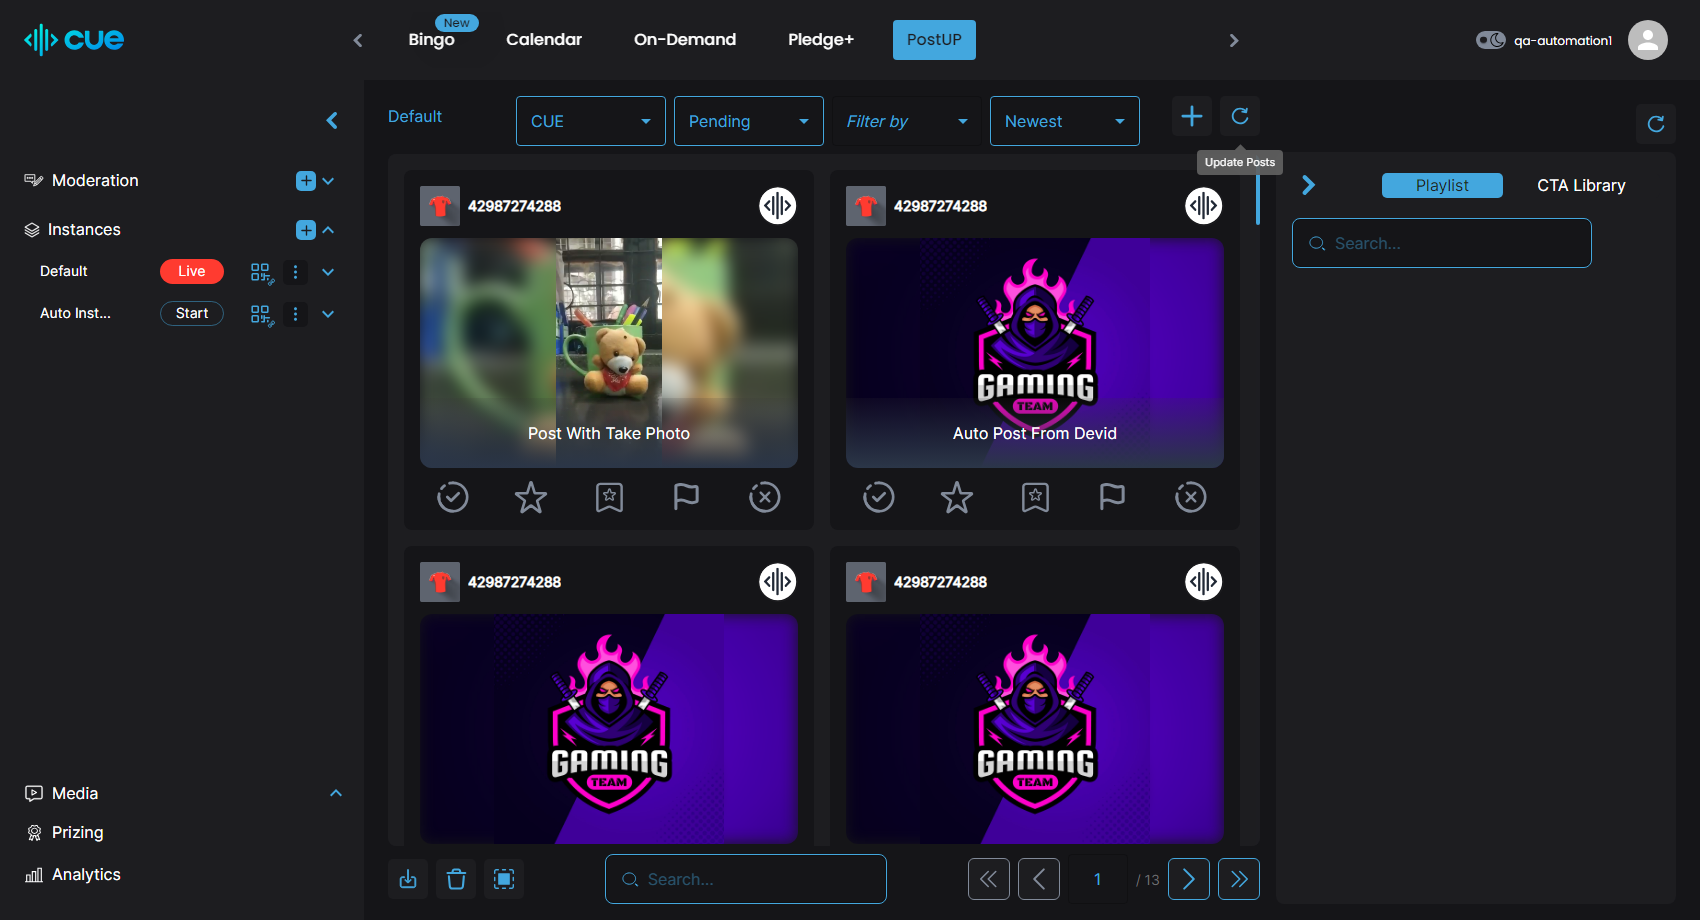 cue
New
Bingo
Calendar
On-Demand
Pledge+
PostUP
qa-automation1
Default
CUE
Pending
Filter by
Newest
Update Posts
Moderation
Instances
Default
Live
Auto Inst...
Start
Media
Prizing
Analytics
42987274288
Post With Take Photo
42987274288
GAMING
TEAM
Auto Post From Devid
42987274288
GAMING
TEAM
42987274288
GAMING
TEAM
Search...
1
/ 13
Playlist
CTA Library
Search...